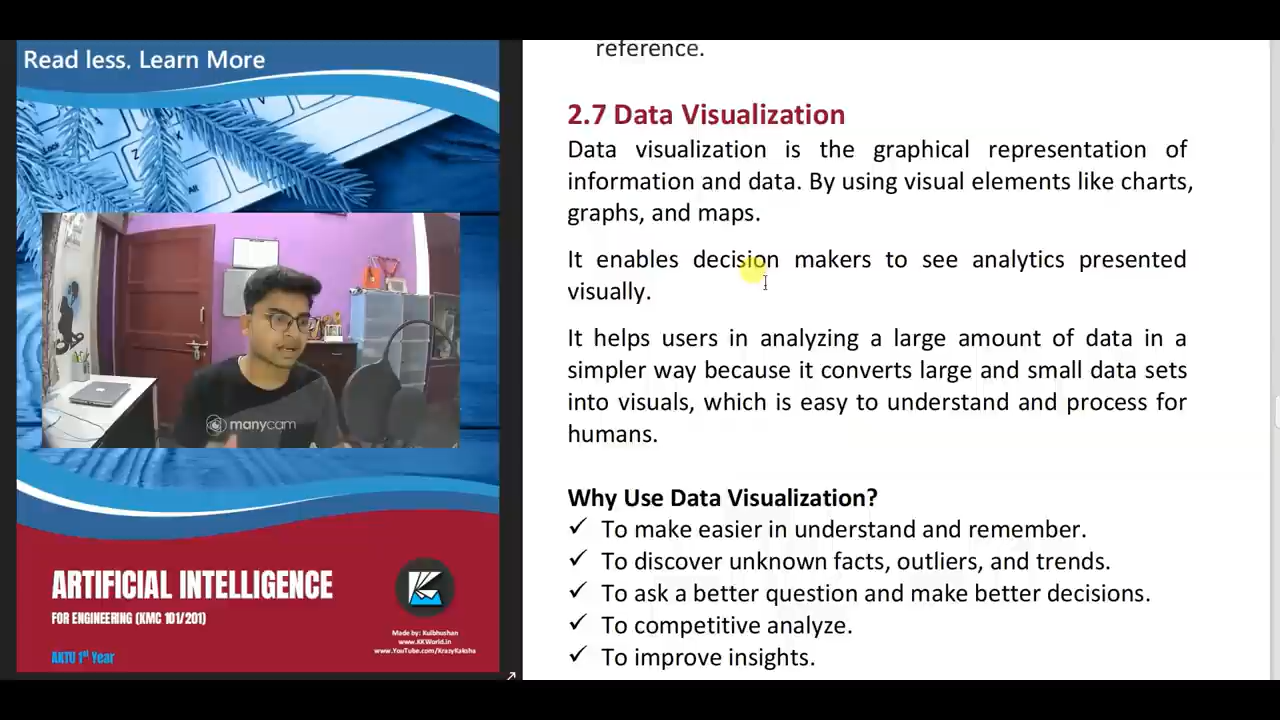 Read less. Learn More
manycam
ARTIFICIAL INTELLIGENCE
FOR ENGINEERING (KMC 101/201)
AKTU 1st Year
Made by: Kulbhushan
www.KKWorld.in
www.YouTube.com/KrazyKaksha
reference.
2.7 Data Visualization
Data visualization is the graphical representation of
information and data. By using visual elements like charts,
graphs, and maps.
It enables decision makers to see analytics presented
visually.
It helps users in analyzing a large amount of data in a
simpler way because it converts large and small data sets
into visuals, which is easy to understand and process for
humans.
Why Use Data Visualization?
✓ To make easier in understand and remember.
✓ To discover unknown facts, outliers, and trends.
✓ To ask a better question and make better decisions.
✓ To competitive analyze.
✓ To improve insights.